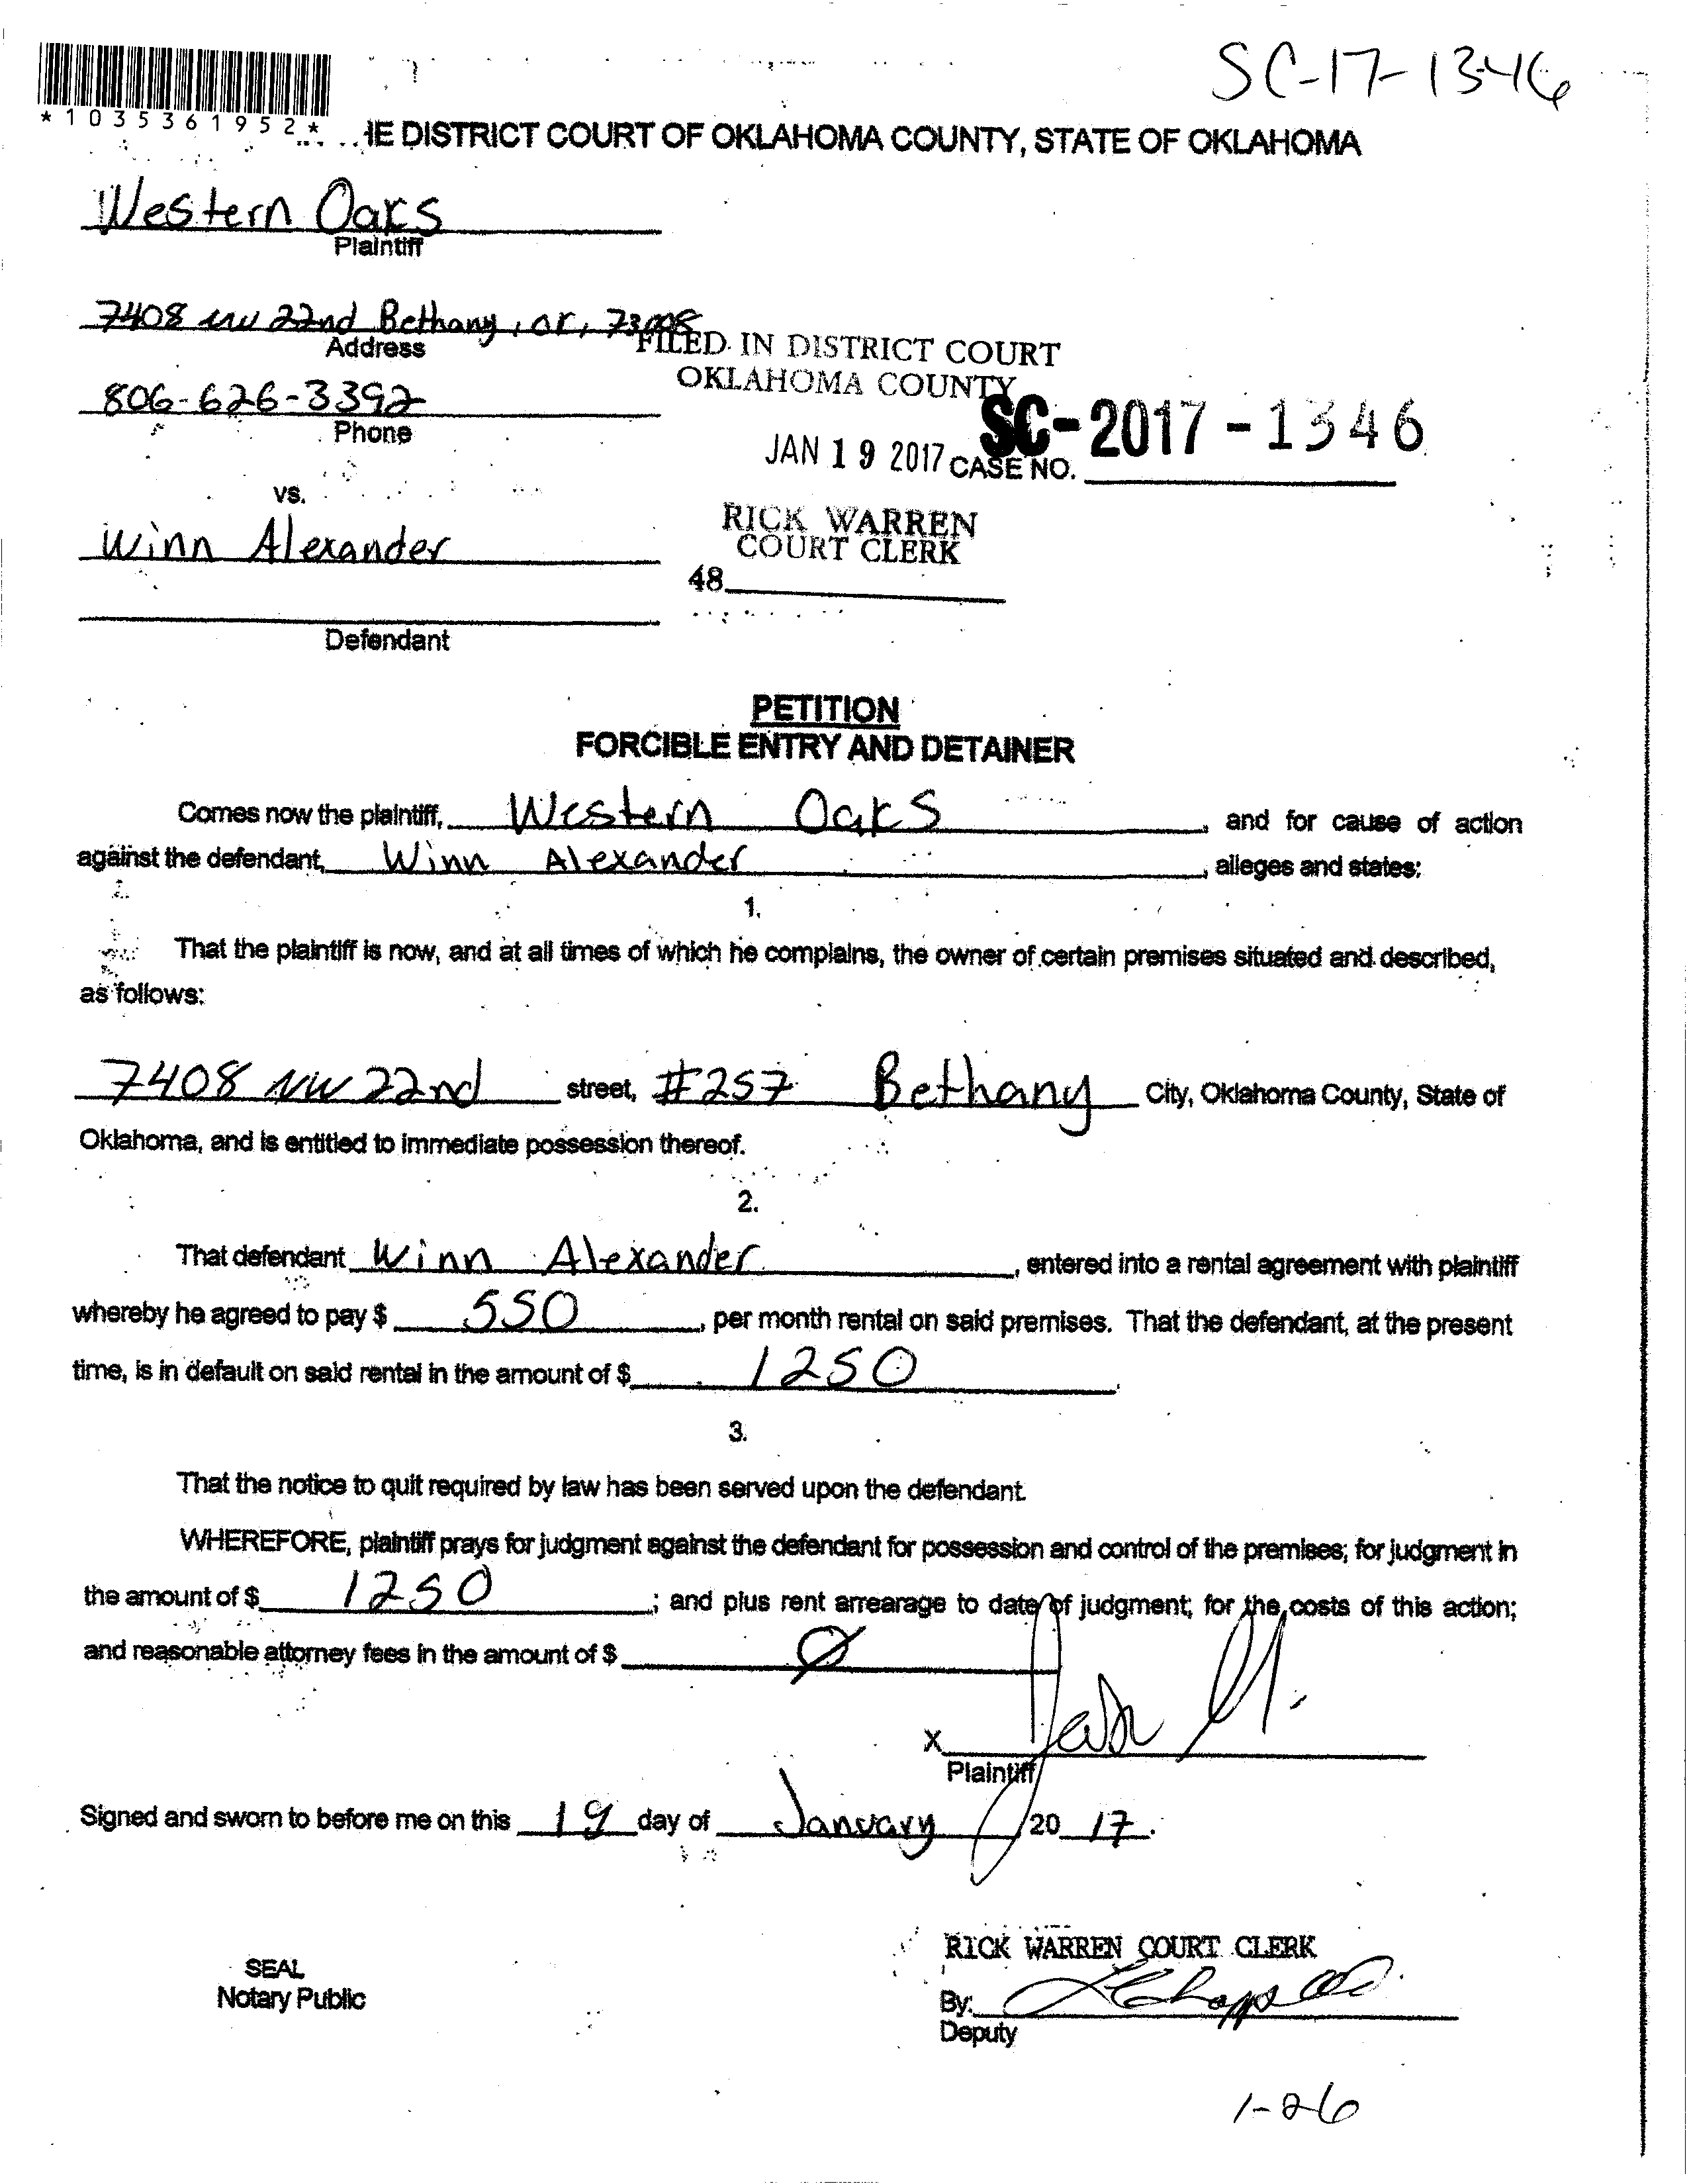 SC-17-1346
*1035361952*
IE DISTRICT COURT OF OKLAHOMA COUNTY, STATE OF OKLAHOMA
Western Oaks
Plaintiff
7408 NW 22nd Bethany, OK, 73008
Address
FILED IN DISTRICT COURT
OKLAHOMA COUNTY
806-626-3392
Phone
SC-2017-1346
JAN 19 2017 CASE NO.
vs.
RICK WARREN
COURT CLERK
Winn Alexander
48
Defendant
PETITION
FORCIBLE ENTRY AND DETAINER
Comes now the plaintiff, Western Oaks, and for cause of action
against the defendant, Winn Alexander, alleges and states:
1.
That the plaintiff is now, and at all times of which he complains, the owner of certain premises situated and described,
as follows:
7408 NW 22nd street, #257 Bethany City, Oklahoma County, State of
Oklahoma, and is entitled to immediate possession thereof.
2.
That defendant Winn Alexander, entered into a rental agreement with plaintiff
whereby he agreed to pay $ 550, per month rental on said premises. That the defendant, at the present
time, is in default on said rental in the amount of $ 1250.
3.
That the notice to quit required by law has been served upon the defendant.
WHEREFORE, plaintiff prays for judgment against the defendant for possession and control of the premises; for judgment in
the amount of $ 1250; and plus rent arrearage to date of judgment; for the costs of this action;
and reasonable attorney fees in the amount of $ Ø
X
Plaintiff
Signed and sworn to before me on this 19 day of January, 20 17.
RICK WARREN COURT CLERK
SEAL
Notary Public
By:
Deputy
1-26